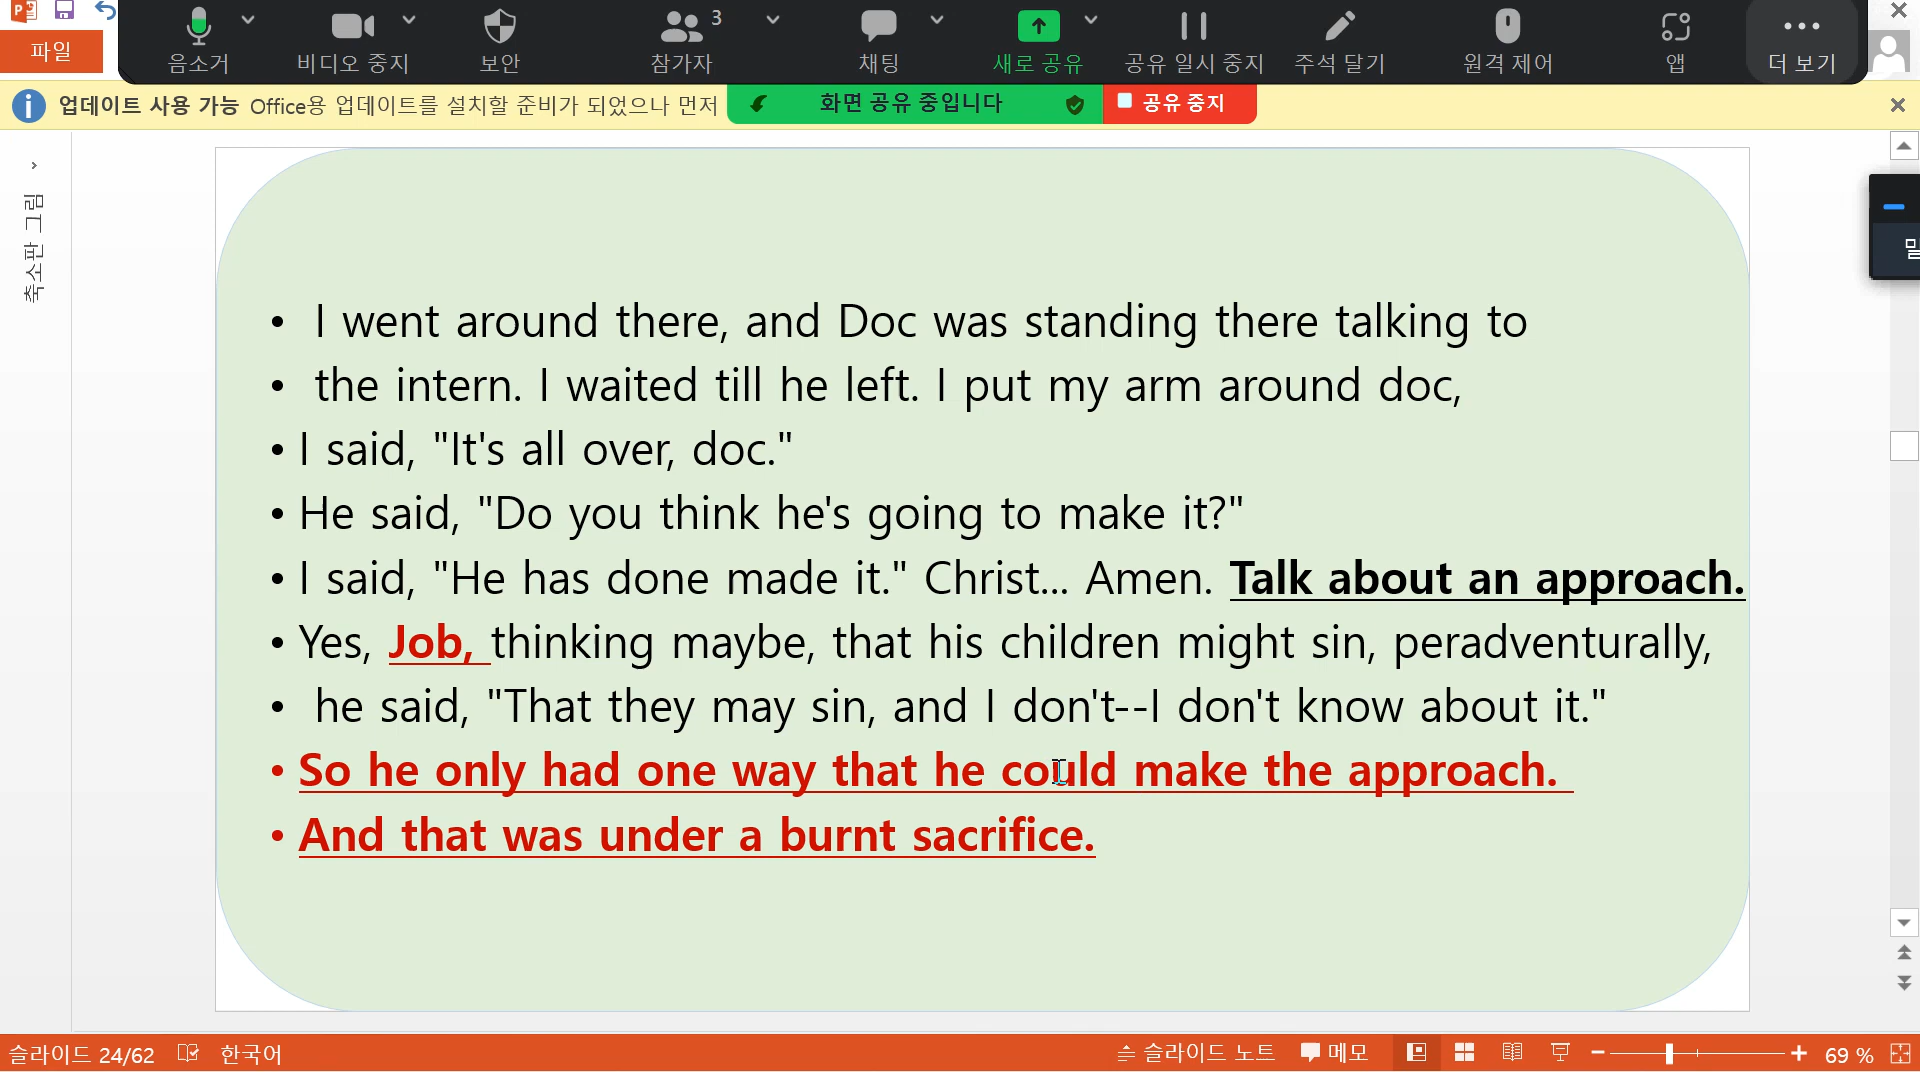 음소거
비디오 중지
보안
참가자
3
채팅
새로 공유
공유 일시 중지
주석 달기
원격 제어
앱
더 보기
파일
업데이트 사용 가능 Office용 업데이트를 설치할 준비가 되었으나 먼저
화면 공유 중입니다
공유 중지
축소판 그림
• I went around there, and Doc was standing there talking to
• the intern. I waited till he left. I put my arm around doc,
• I said, "It's all over, doc."
• He said, "Do you think he's going to make it?"
• I said, "He has done made it." Christ... Amen. Talk about an approach.
• Yes, Job, thinking maybe, that his children might sin, peradventurally,
• he said, "That they may sin, and I don't--I don't know about it."
• So he only had one way that he could make the approach.
• And that was under a burnt sacrifice.
슬라이드 24/62
한국어
슬라이드 노트
메모
69 %